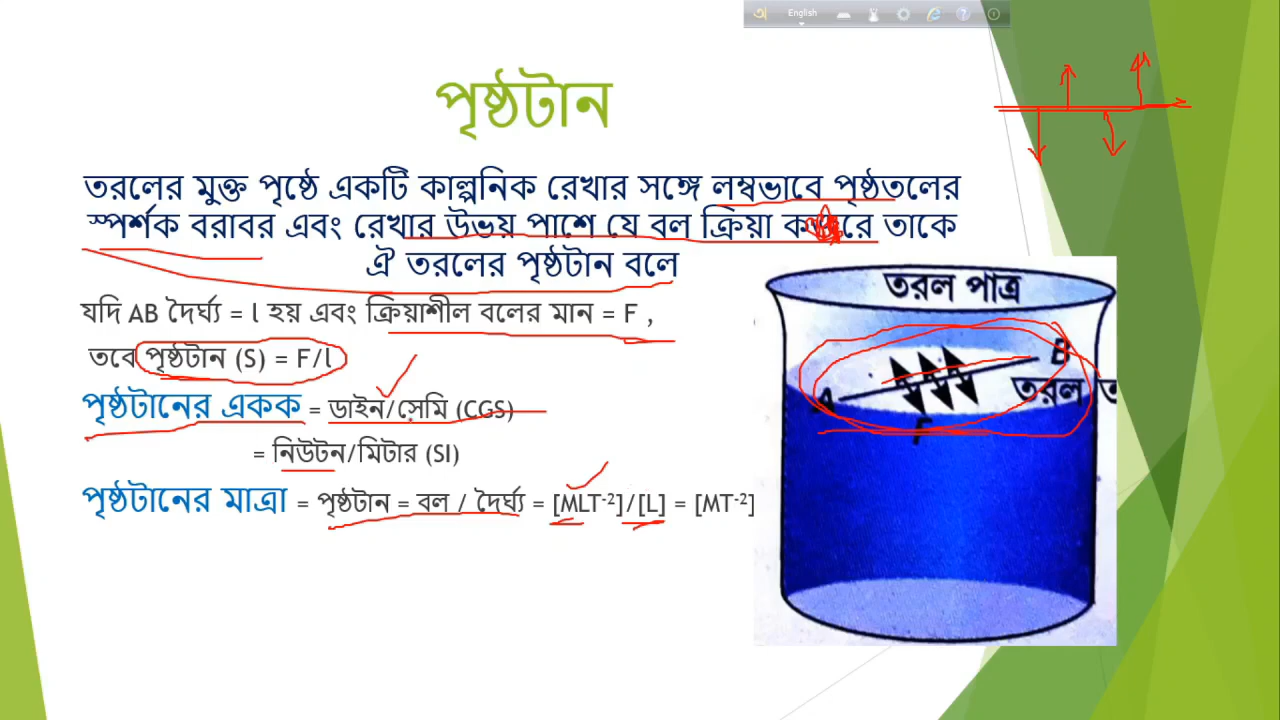 English
পৃষ্ঠটান
তরলের মুক্ত পৃষ্ঠে একটি কাল্পনিক রেখার সঙ্গে লম্বভাবে পৃষ্ঠতলের
স্পর্শক বরাবর এবং রেখার উভয় পাশে যে বল ক্রিয়া করে তাকে
ঐ তরলের পৃষ্ঠটান বলে
যদি AB দৈর্ঘ্য = l হয় এবং ক্রিয়াশীল বলের মান = F ,
তবে পৃষ্ঠটান (S) = F/l
পৃষ্ঠটানের একক = ডাইন/সেমি (CGS)
= নিউটন/মিটার (SI)
পৃষ্ঠটানের মাত্রা = পৃষ্ঠটান = বল / দৈর্ঘ্য = [MLT⁻²]/[L] = [MT⁻²]
তরল পাত্র
B
A
তরল
F